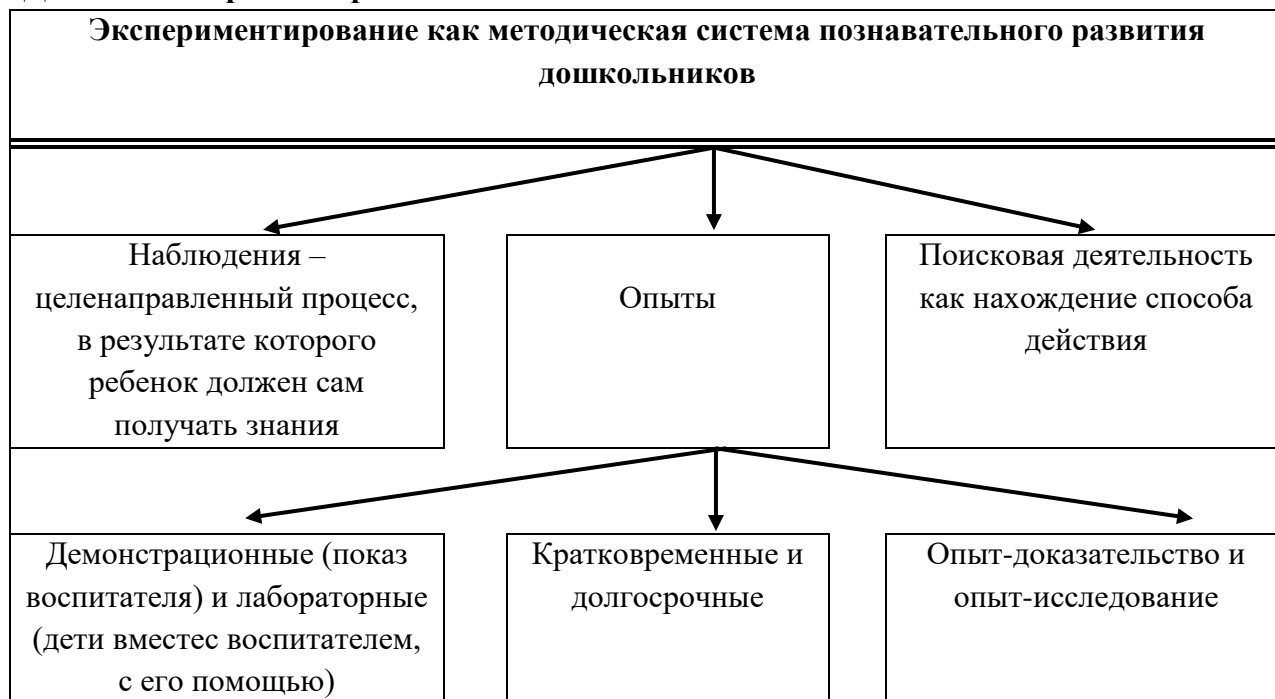 Экспериментирование как методическая система познавательного развития
дошкольников
Наблюдения –
целенаправленный процесс,
в результате которого
ребенок должен сам
получать знания
Опыты
Поисковая деятельность
как нахождение способа
действия
Демонстрационные (показ
воспитателя) и лабораторные
(дети вместес воспитателем,
с его помощью)
Кратковременные и
долгосрочные
Опыт-доказательство и
опыт-исследование